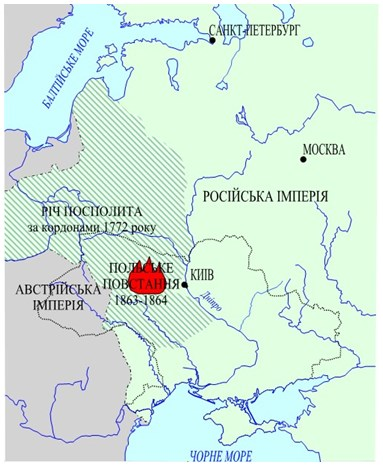 САНКТ-ПЕТЕРБУРГ
БАЛТІЙСЬКЕ МОРЕ
МОСКВА
РОСІЙСЬКА ІМПЕРІЯ
РІЧ ПОСПОЛИТА
за кордонами 1772 року
ПОЛЬСЬКЕ
ПОВСТАННЯ
1863-1864
КИЇВ
АВСТРІЙСЬКА
ІМПЕРІЯ
Дніпро
ЧОРНЕ МОРЕ